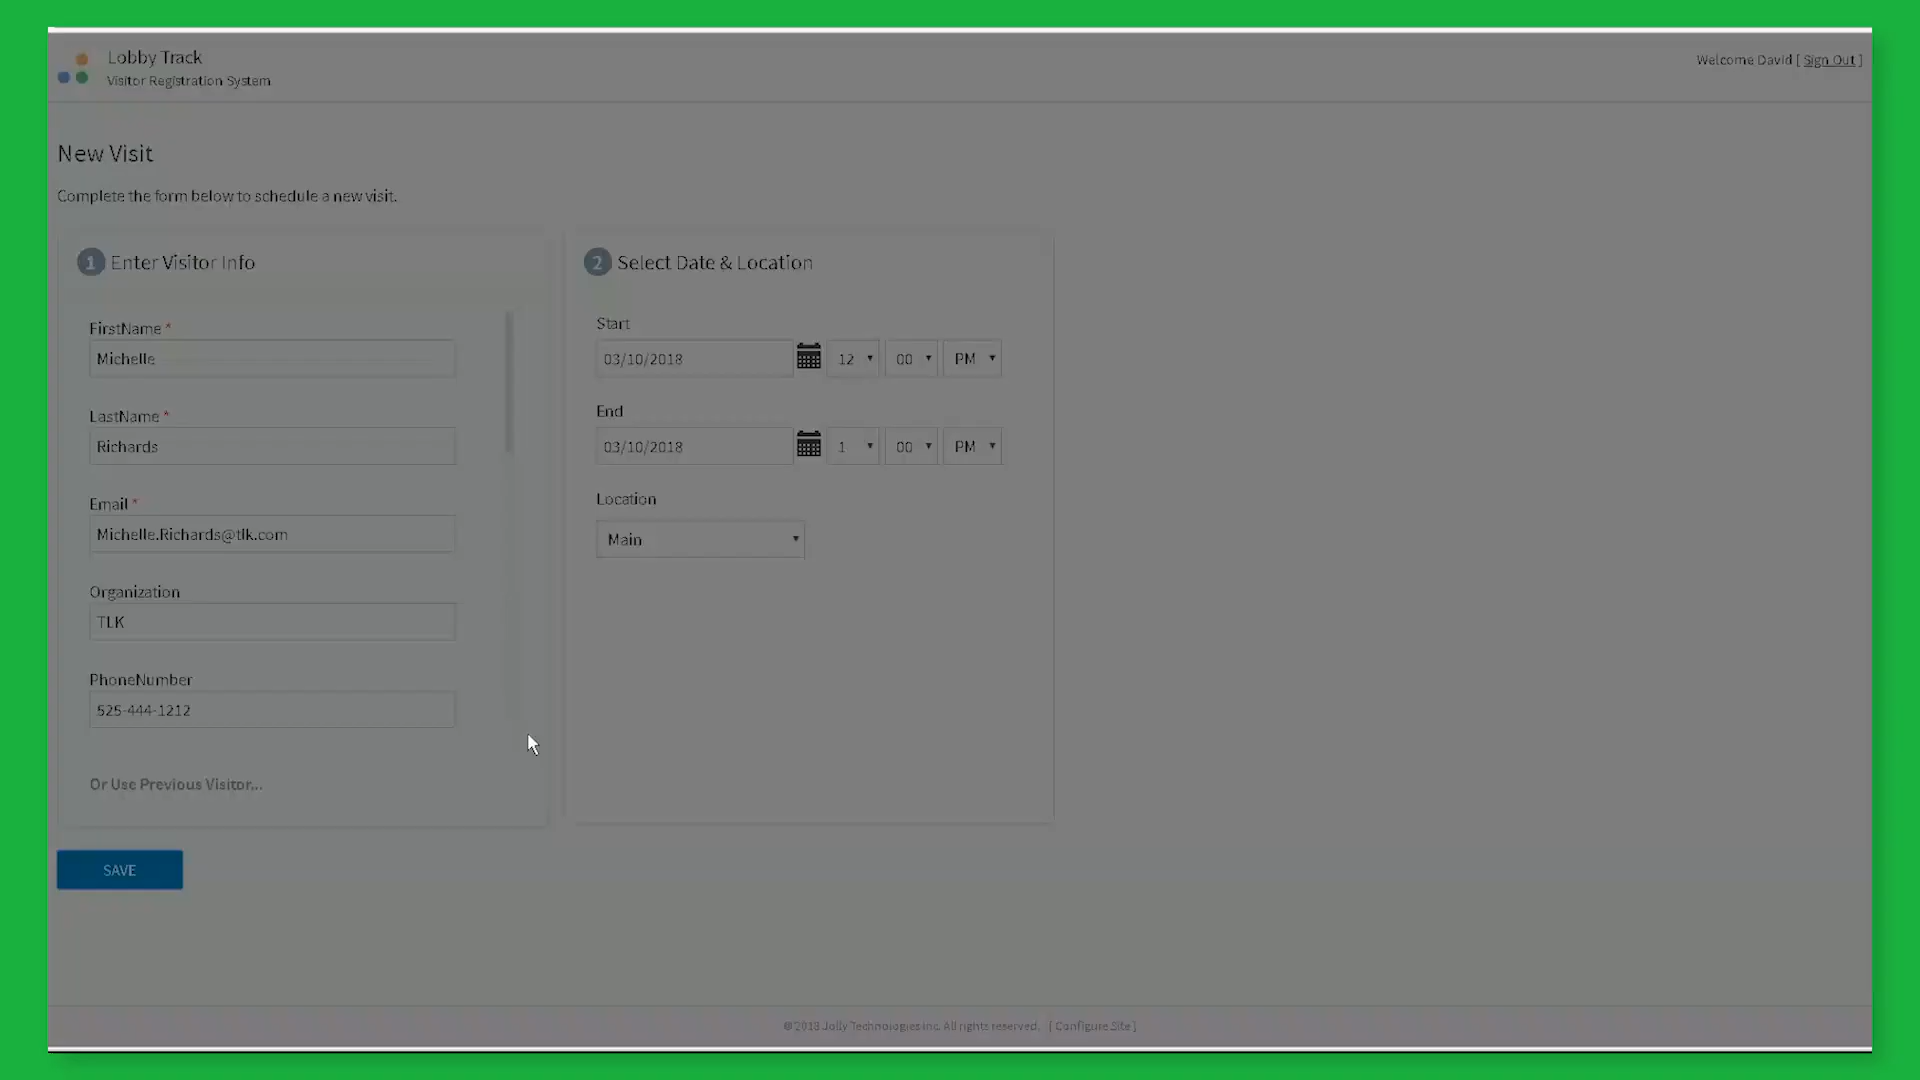 Lobby Track
Visitor Registration System
Welcome David [ Sign Out ]
New Visit
Complete the form below to schedule a new visit.
1 Enter Visitor Info
FirstName *
Michelle
LastName *
Richards
Email *
Michelle.Richards@tlk.com
Organization
TLK
PhoneNumber
525-444-1212
Or Use Previous Visitor...
2 Select Date & Location
Start
03/10/2018 12 00 PM
End
03/10/2018 1 00 PM
Location
Main
SAVE
©2018 Jolly Technologies Inc. All rights reserved. [ Configure Site ]